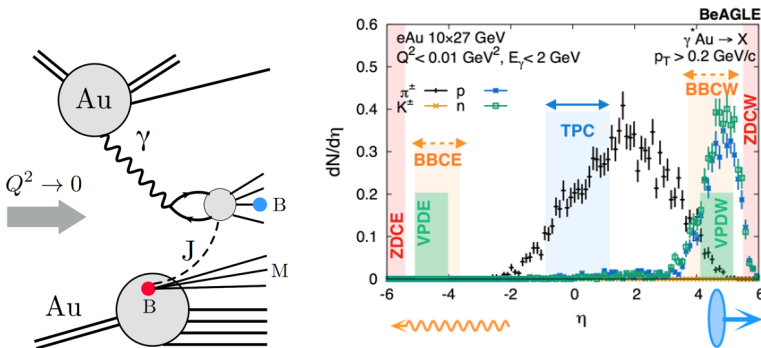 Au
γ
Q² → 0
B
J
M
B
Au
BeAGLE
eAu 10×27 GeV
Q²<0.01 GeV², Eγ<2 GeV
γ* Au → X
pT > 0.2 GeV/c
π± p
K± n
ZDCE
VPDE
BBCE
TPC
BBCW
VPDW
ZDCW
dN/dη
0.6
0.5
0.4
0.3
0.2
0.1
0
-6 -4 -2 0 2 4 6
η